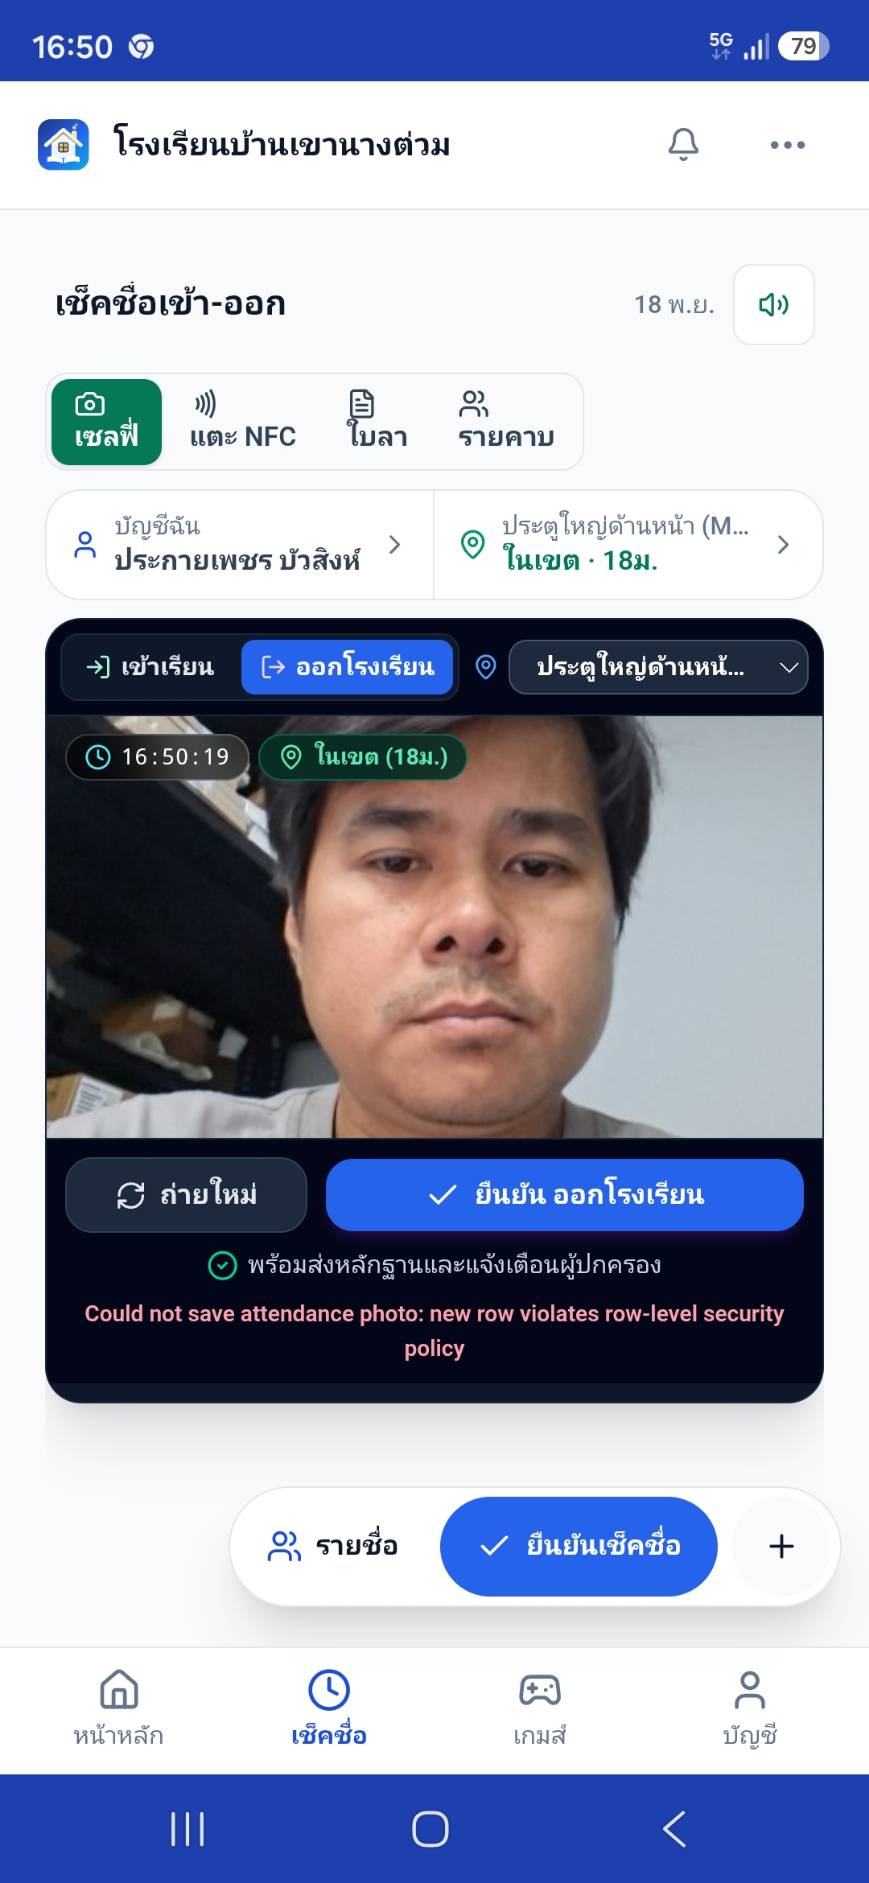 16:50
5G
79
โรงเรียนบ้านเขานางต่วม
เช็คชื่อเข้า-ออก
18 พ.ย.
เซลฟี่
แตะ NFC
ใบลา
รายคาบ
บัญชีฉัน
ประกายเพชร บัวสิงห์
ประตูใหญ่ด้านหน้า (M...
ในเขต · 18ม.
เข้าเรียน
ออกโรงเรียน
ประตูใหญ่ด้านหน้...
16:50:19
ในเขต (18ม.)
ถ่ายใหม่
ยืนยัน ออกโรงเรียน
พร้อมส่งหลักฐานและแจ้งเตือนผู้ปกครอง
Could not save attendance photo: new row violates row-level security
policy
รายชื่อ
ยืนยันเช็คชื่อ
หน้าหลัก
เช็คชื่อ
เกมส์
บัญชี